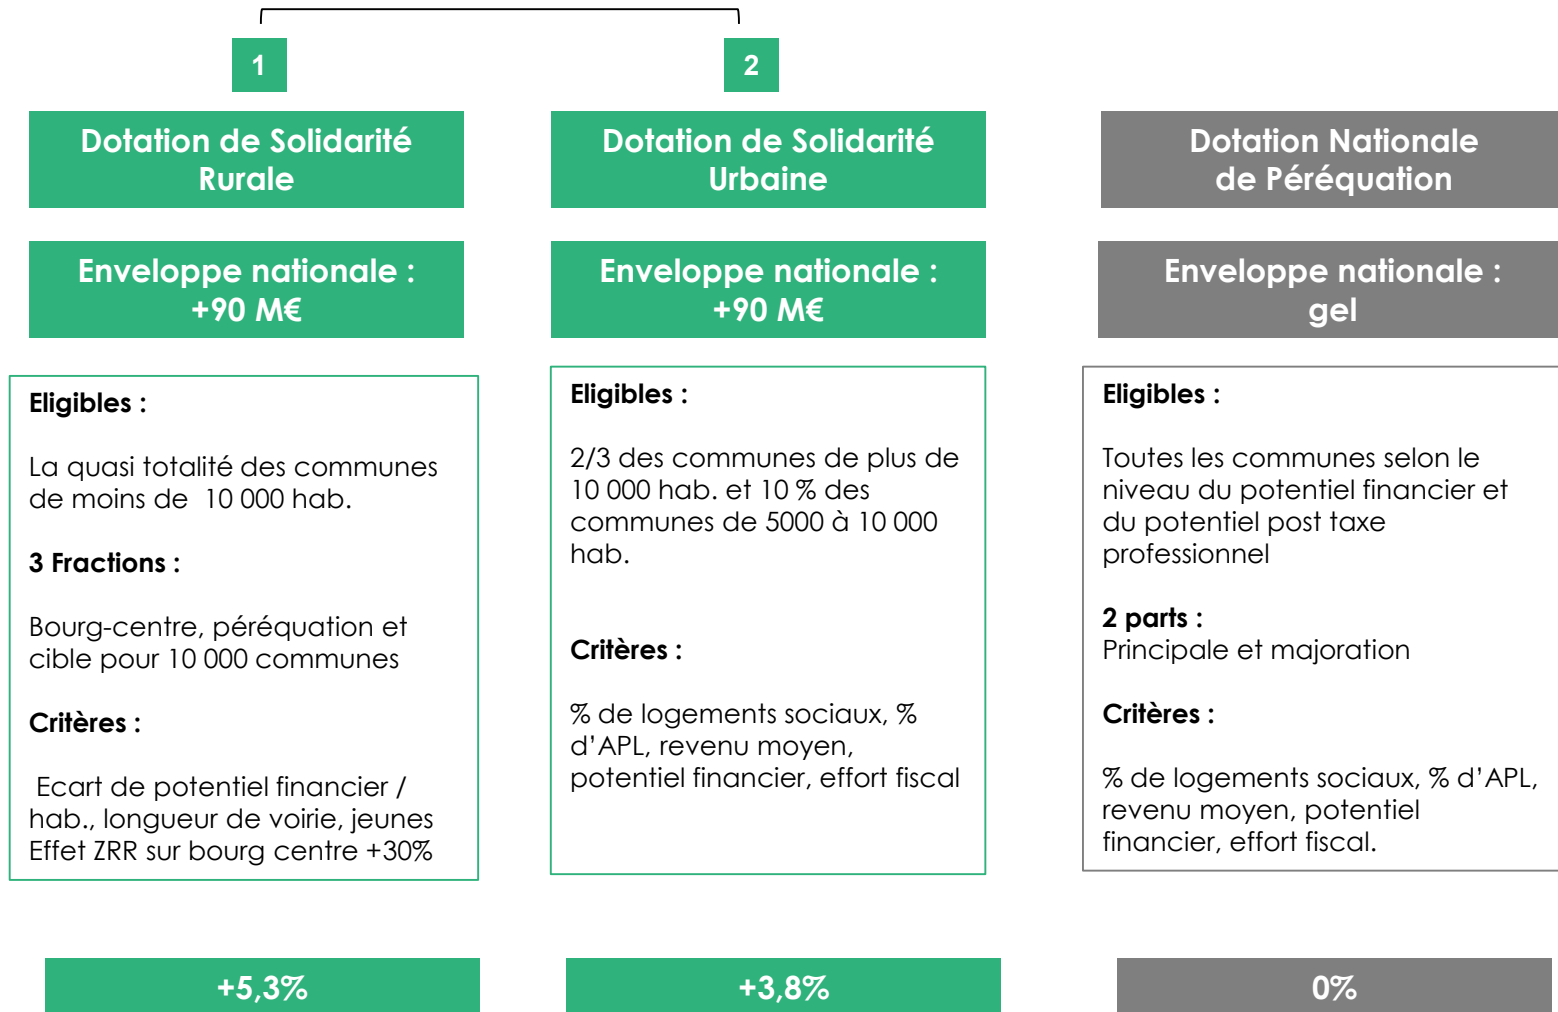 1
Dotation de Solidarité
Rurale
Enveloppe nationale :
+90 M€
Eligibles :
La quasi totalité des communes
de moins de 10 000 hab.
3 Fractions :
Bourg-centre, péréquation et
cible pour 10 000 communes
Critères :
Ecart de potentiel financier /
hab., longueur de voirie, jeunes
Effet ZRR sur bourg centre +30%
+5,3%
2
Dotation de Solidarité
Urbaine
Enveloppe nationale :
+90 M€
Eligibles :
2/3 des communes de plus de
10 000 hab. et 10 % des
communes de 5000 à 10 000
hab.
Critères :
% de logements sociaux, %
d’APL, revenu moyen,
potentiel financier, effort fiscal
+3,8%
Dotation Nationale
de Péréquation
Enveloppe nationale :
gel
Eligibles :
Toutes les communes selon le
niveau du potentiel financier et
du potentiel post taxe
professionnel
2 parts :
Principale et majoration
Critères :
% de logements sociaux, % d’APL,
revenu moyen, potentiel
financier, effort fiscal.
0%